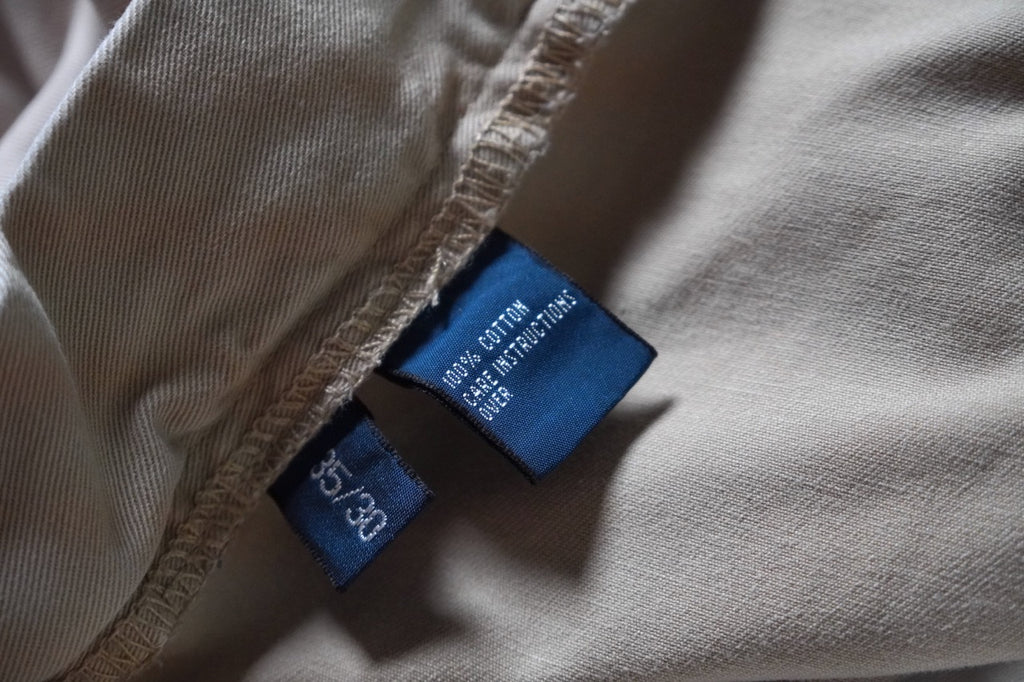 100% COTTON
CARE INSTRUCTIONS
OVER
35/30